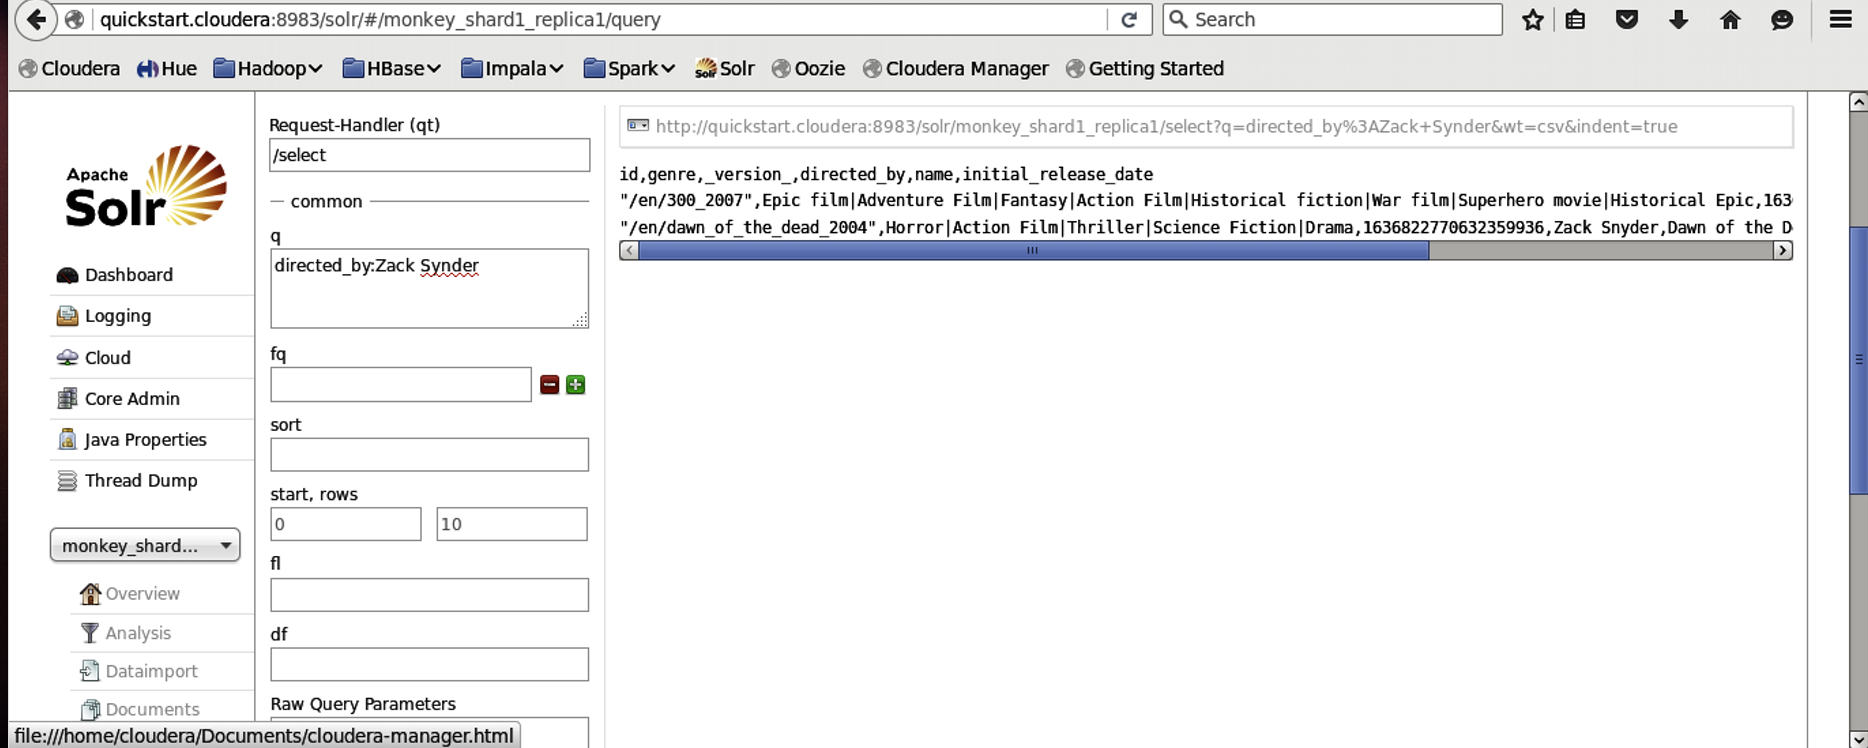 quickstart.cloudera:8983/solr/#/monkey_shard1_replica1/query
Search
Cloudera Hue Hadoop HBase Impala Spark Solr Oozie Cloudera Manager Getting Started
Apache
Solr
Dashboard
Logging
Cloud
Core Admin
Java Properties
Thread Dump
monkey_shard...
Overview
Analysis
Dataimport
Documents
Request-Handler (qt)
/select
common
q
directed_by:Zack Synder
fq
sort
start, rows
0 10
fl
df
Raw Query Parameters
http://quickstart.cloudera:8983/solr/monkey_shard1_replica1/select?q=directed_by%3AZack+Synder&wt=csv&indent=true
id,genre,_version_,directed_by,name,initial_release_date
"/en/300_2007",Epic film|Adventure Film|Fantasy|Action Film|Historical fiction|War film|Superhero movie|Historical Epic,163
"/en/dawn_of_the_dead_2004",Horror|Action Film|Thriller|Science Fiction|Drama,1636822770632359936,Zack Snyder,Dawn of the D
file:///home/cloudera/Documents/cloudera-manager.html